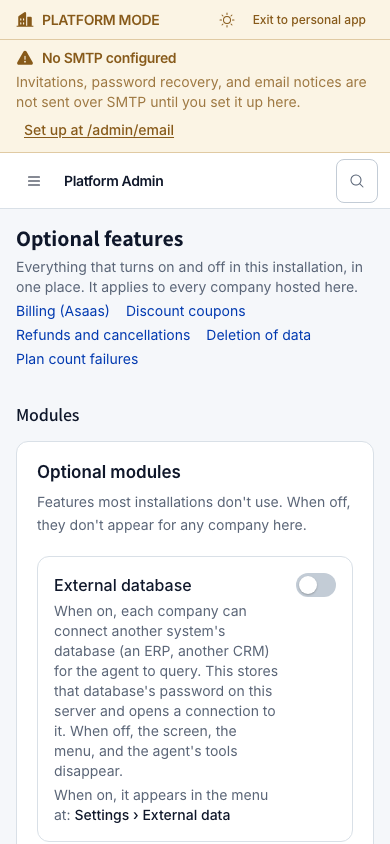 PLATFORM MODE
Exit to personal app
No SMTP configured
Invitations, password recovery, and email notices are
not sent over SMTP until you set it up here.
Set up at /admin/email
Platform Admin
Optional features
Everything that turns on and off in this installation, in
one place. It applies to every company hosted here.
Billing (Asaas) Discount coupons
Refunds and cancellations Deletion of data
Plan count failures
Modules
Optional modules
Features most installations don't use. When off,
they don't appear for any company here.
External database
When on, each company can
connect another system's
database (an ERP, another CRM)
for the agent to query. This stores
that database's password on this
server and opens a connection to
it. When off, the screen, the
menu, and the agent's tools
disappear.
When on, it appears in the menu
at: Settings › External data